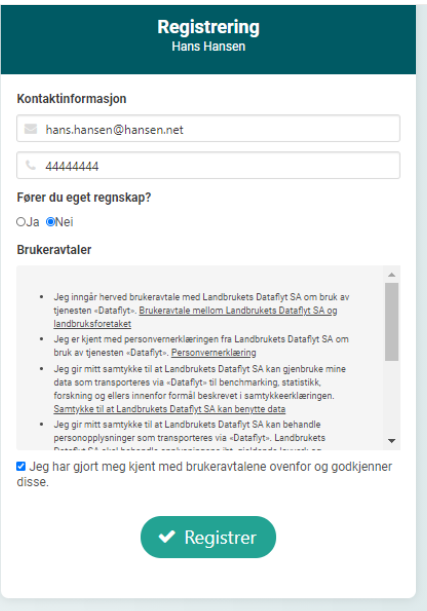 Registrering
Hans Hansen
Kontaktinformasjon
hans.hansen@hansen.net
44444444
Fører du eget regnskap?
Ja Nei
Brukeravtaler
• Jeg inngår herved brukeravtale med Landbrukets Dataflyt SA om bruk av
tjenesten «Dataflyt». Brukeravtale mellom Landbrukets Dataflyt SA og
landbruksforetaket
• Jeg er kjent med personvernerklæringen fra Landbrukets Dataflyt SA om
bruk av tjenesten «Dataflyt». Personvernerklæring
• Jeg gir mitt samtykke til at Landbrukets Dataflyt SA kan gjenbruke mine
data som transporteres via «Dataflyt» til benchmarking, statistikk,
forskning og ellers innenfor formål beskrevet i samtykkeerklæringen.
Samtykke til at Landbrukets Dataflyt SA kan benytte data
• Jeg gir mitt samtykke til at Landbrukets Dataflyt SA kan behandle
personopplysninger som transporteres via «Dataflyt». Landbrukets
Jeg har gjort meg kjent med brukeravtalene ovenfor og godkjenner
disse.
Registrer